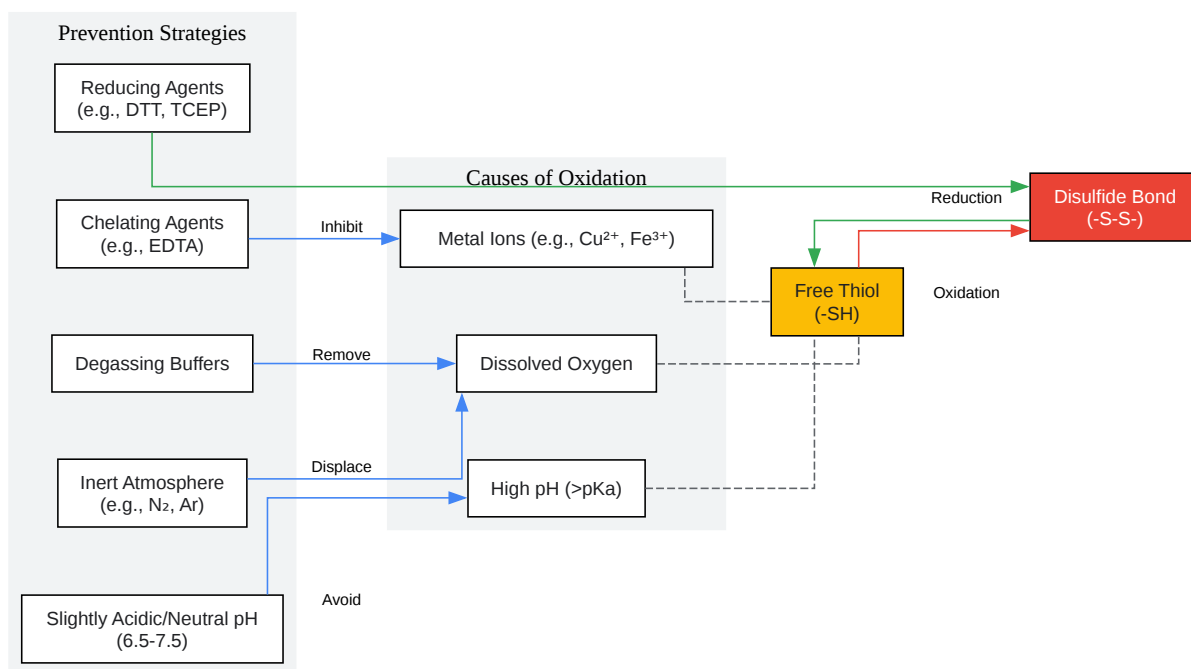 Prevention Strategies
Reducing Agents
(e.g., DTT, TCEP)
Chelating Agents
(e.g., EDTA)
Degassing Buffers
Inert Atmosphere
(e.g., N₂, Ar)
Slightly Acidic/Neutral pH
(6.5-7.5)
Inhibit
Remove
Displace
Avoid
Causes of Oxidation
Metal Ions (e.g., Cu²⁺, Fe³⁺)
Dissolved Oxygen
High pH (>pKa)
Free Thiol
(-SH)
Reduction
Oxidation
Disulfide Bond
(-S-S-)